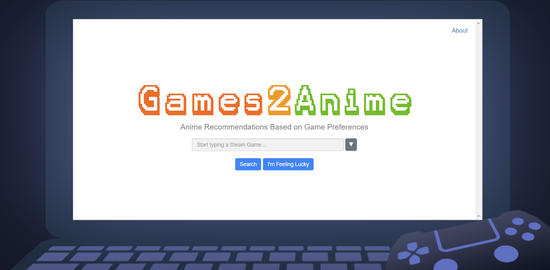 About
Games2Anime
Anime Recommendations Based on Game Preferences
Start typing a Steam Game...
Search I'm Feeling Lucky